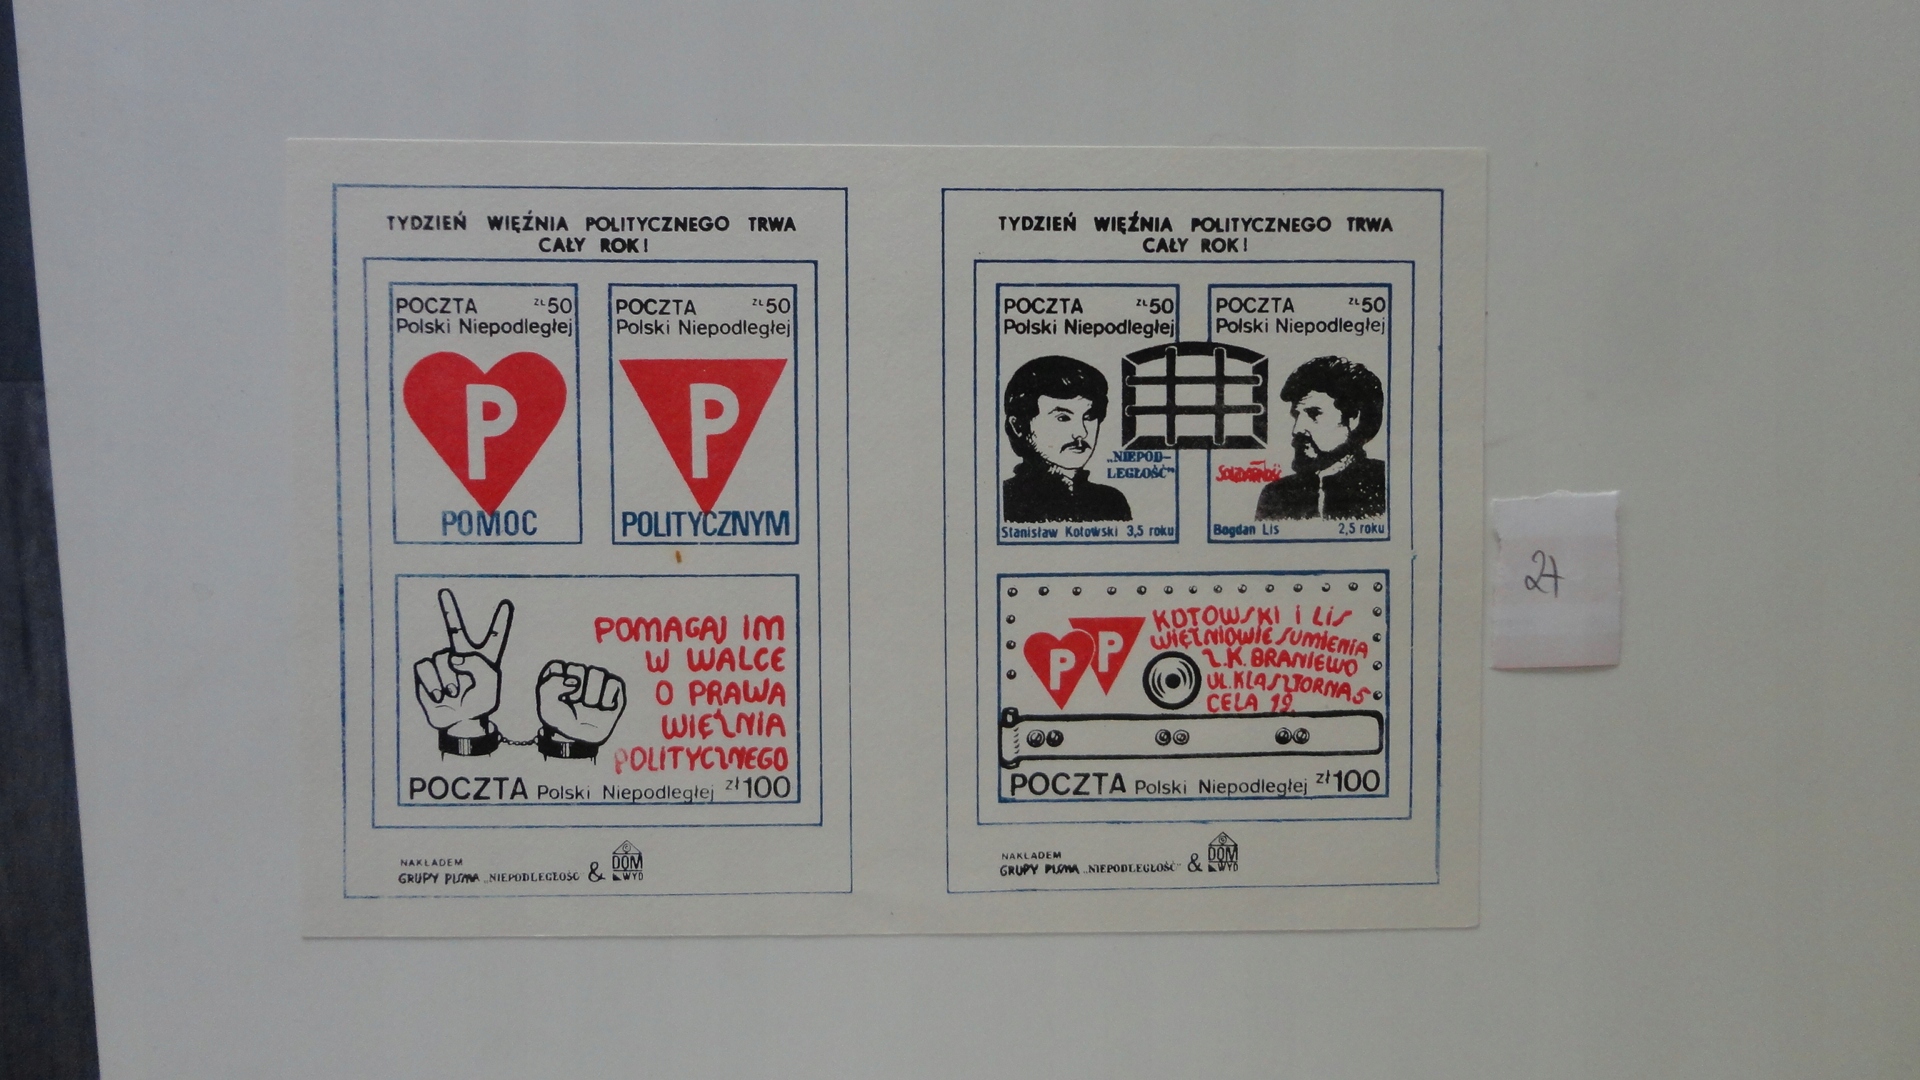 TYDZIEŃ WIĘŹNIA POLITYCZNEGO TRWA
CAŁY ROK!
POCZTA ZŁ 50
Polski Niepodległej
P
POMOC
POCZTA ZŁ 50
Polski Niepodległej
P
POLITYCZNYM
POMAGAJ IM
W WALCE
O PRAWA
WIĘZNIA
POLITYCZNEGO
POCZTA Polski Niepodległej zł 100
NAKŁADEM
GRUPY PISMA „NIEPODLEGŁOŚĆ" & DOM
WYD
TYDZIEŃ WIĘŹNIA POLITYCZNEGO TRWA
CAŁY ROK!
POCZTA ZŁ 50
Polski Niepodległej
„NIEPOD-
LEGŁOŚĆ"
Stanisław Kotowski 3,5 roku
POCZTA ZŁ 50
Polski Niepodległej
SOLIDARNOŚĆ
Bogdan Lis 2,5 roku
P P
KOTOWSKI i LIS
WIĘŹNIOWIE SUMIENIA
Z.K. BRANIEWO
UL. KLASZTORNA 5
CELA 12.
POCZTA Polski Niepodległej zł 100
NAKŁADEM
GRUPY PISMA „NIEPODLEGŁOŚĆ" & DOM
WYD